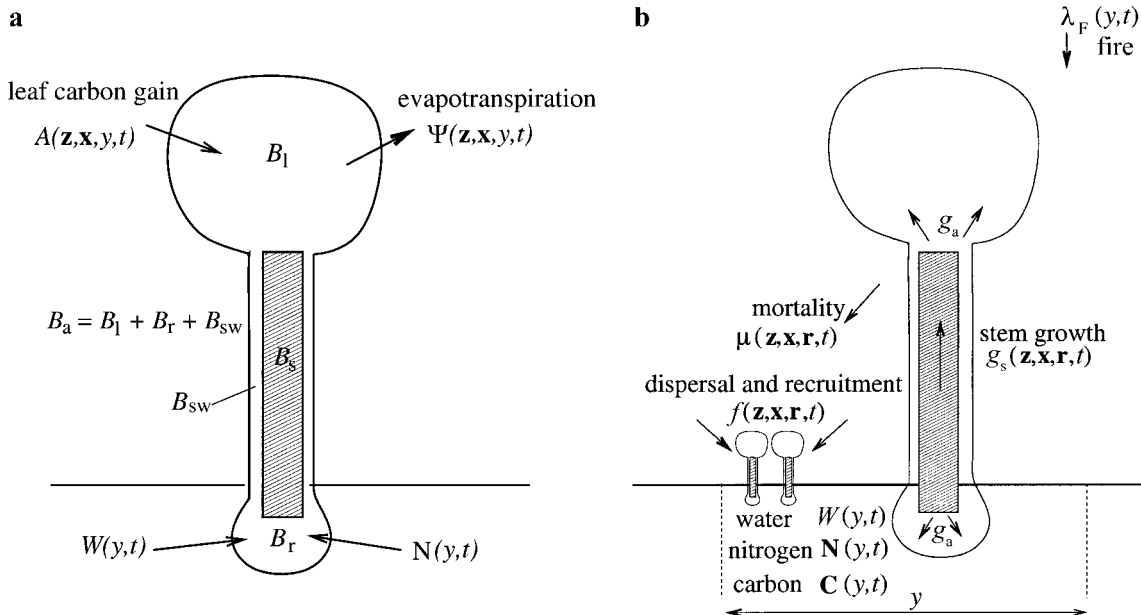 a
leaf carbon gain
A(z,x,y,t)
evapotranspiration
Ψ(z,x,y,t)
B_l
B_a = B_l + B_r + B_sw
B_s
B_sw
B_r
W(y,t)
N(y,t)
b
λ_F (y,t)
fire
g_a
mortality
μ(z,x,r,t)
stem growth
g_s(z,x,r,t)
dispersal and recruitment
f(z,x,r,t)
water W(y,t)
nitrogen N(y,t)
carbon C(y,t)
g_a
y